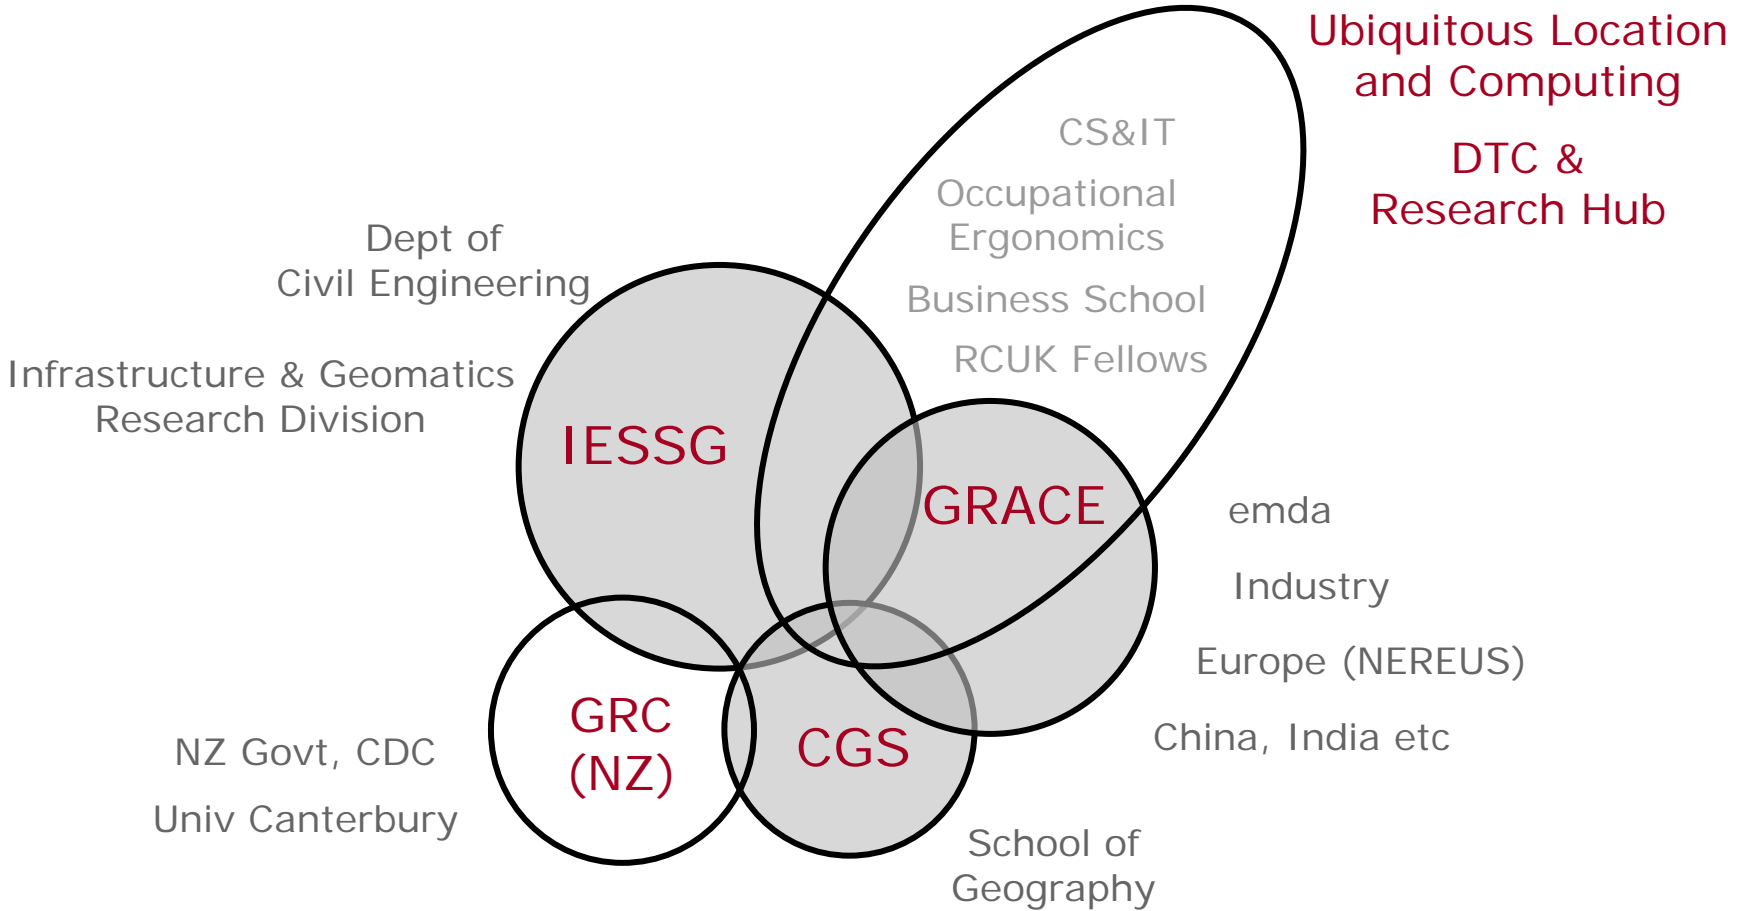 Ubiquitous Location
and Computing
DTC &
Research Hub
CS&IT
Occupational
Ergonomics
Business School
RCUK Fellows
Dept of
Civil Engineering
Infrastructure & Geomatics
Research Division
IESSG
GRACE
emda
Industry
Europe (NEREUS)
China, India etc
GRC
(NZ)
CGS
NZ Govt, CDC
Univ Canterbury
School of
Geography